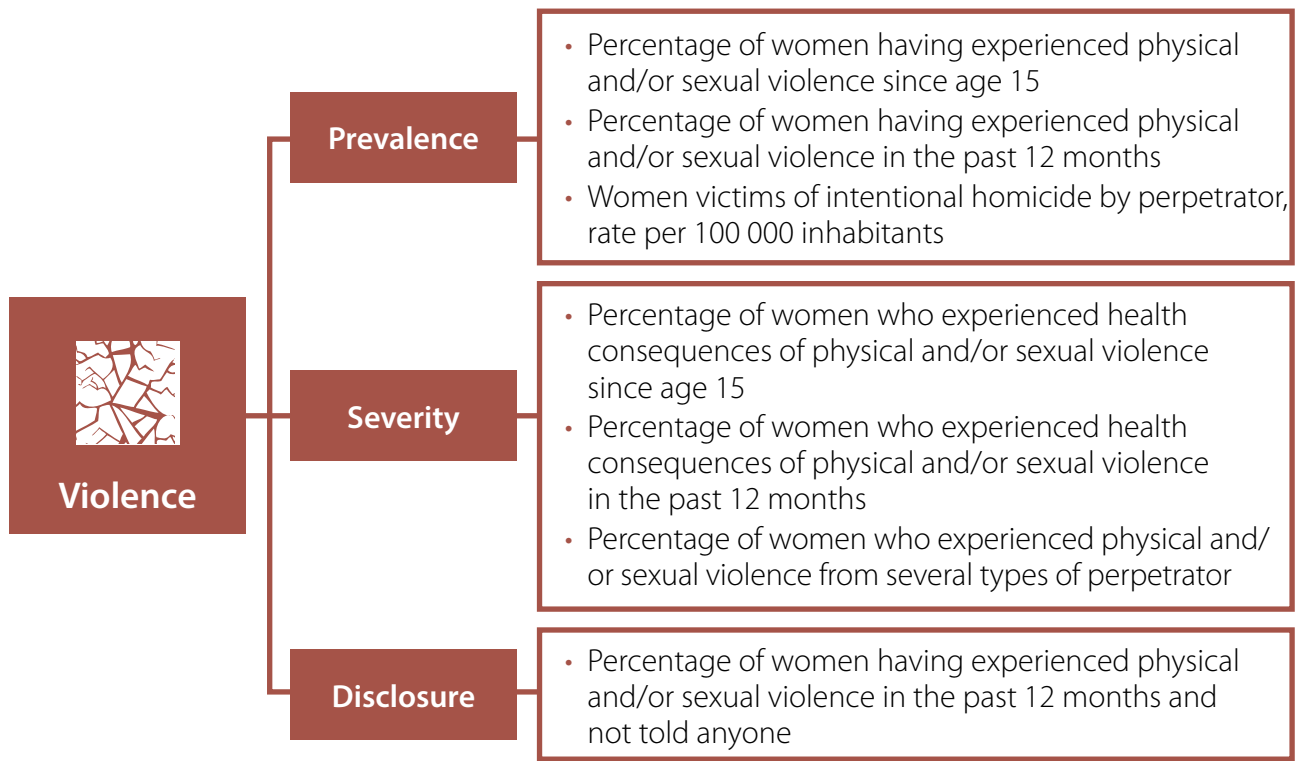 Violence
Prevalence
• Percentage of women having experienced physical
and/or sexual violence since age 15
• Percentage of women having experienced physical
and/or sexual violence in the past 12 months
• Women victims of intentional homicide by perpetrator,
rate per 100 000 inhabitants
Severity
• Percentage of women who experienced health
consequences of physical and/or sexual violence
since age 15
• Percentage of women who experienced health
consequences of physical and/or sexual violence
in the past 12 months
• Percentage of women who experienced physical and/
or sexual violence from several types of perpetrator
Disclosure
• Percentage of women having experienced physical
and/or sexual violence in the past 12 months and
not told anyone